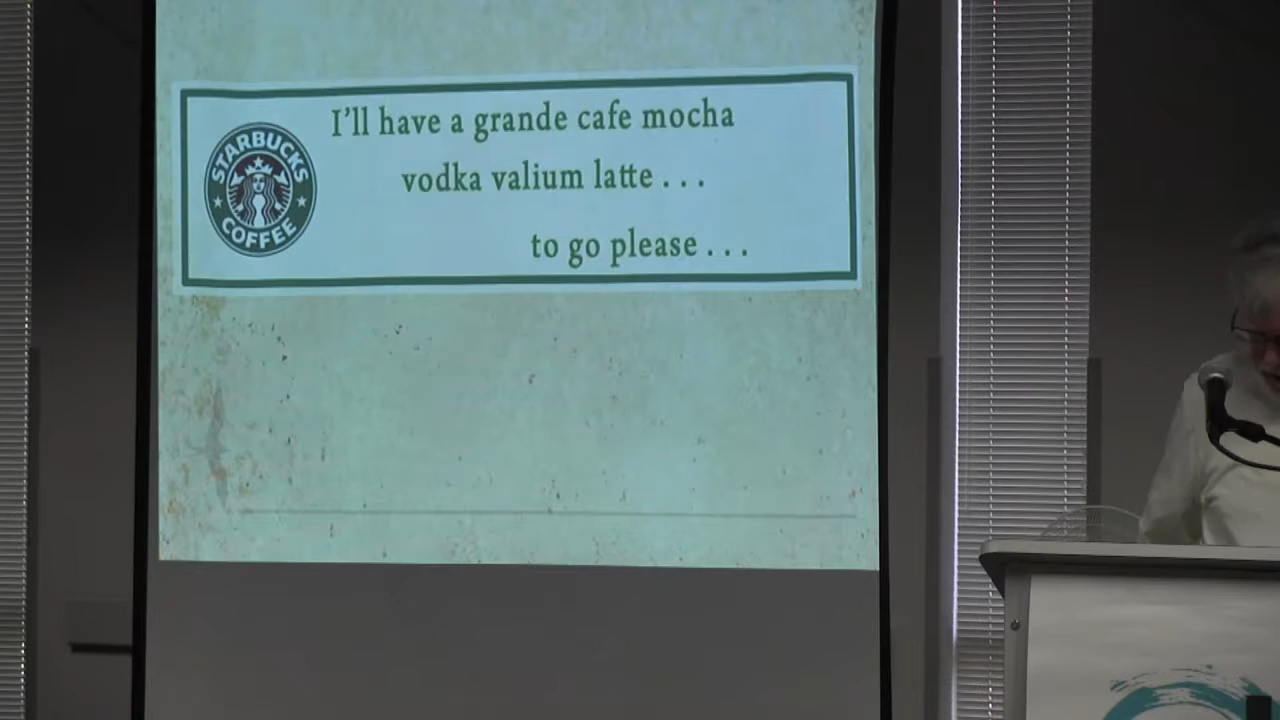 I'll have a grande cafe mocha
vodka valium latte . . .
to go please . . .
STARBUCKS
COFFEE